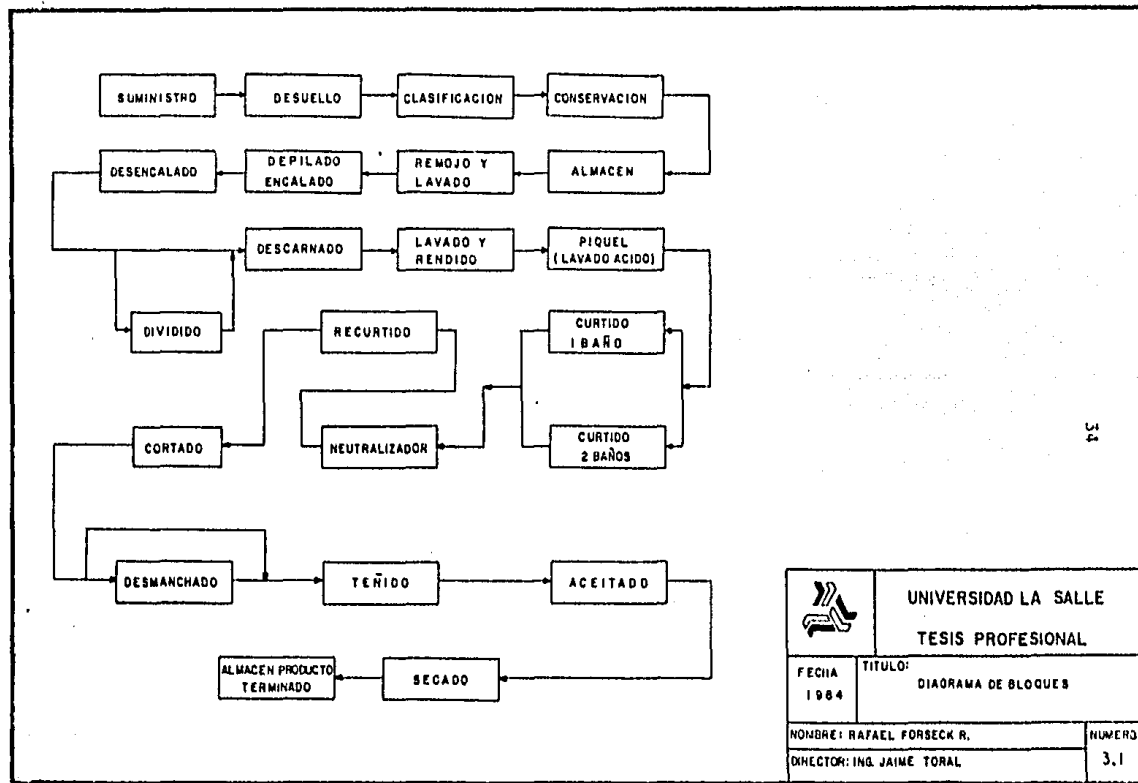 SUMINISTRO
DESUELLO
CLASIFICACION
CONSERVACION
DESENCALADO
DEPILADO
ENCALADO
REMOJO Y
LAVADO
ALMACEN
DESCARNADO
LAVADO Y
RENDIDO
PIQUEL
(LAVADO ACIDO)
DIVIDIDO
RECURTIDO
CURTIDO
1 BAÑO
CORTADO
NEUTRALIZADOR
CURTIDO
2 BAÑOS
34
DESMANCHADO
TEÑIDO
ACEITADO
ALMACEN PRODUCTO
TERMINADO
SECADO
UNIVERSIDAD LA SALLE
TESIS PROFESIONAL
FECHA
1984
TITULO:
DIAGRAMA DE BLOQUES
NOMBRE: RAFAEL FORSECK R.
NUMERO
3.1
DIRECTOR: ING. JAIME TORAL